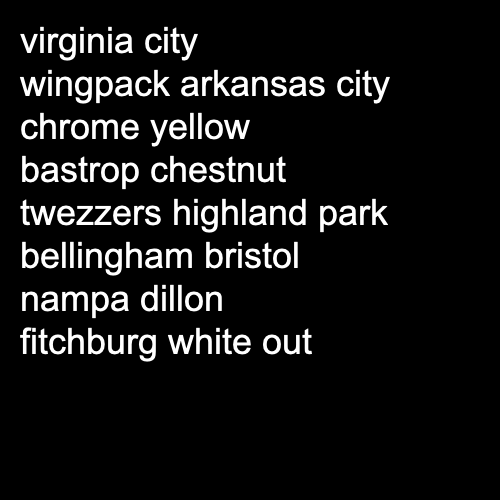 virginia city
wingpack arkansas city
chrome yellow
bastrop chestnut
twezzers highland park
bellingham bristol
nampa dillon
fitchburg white out